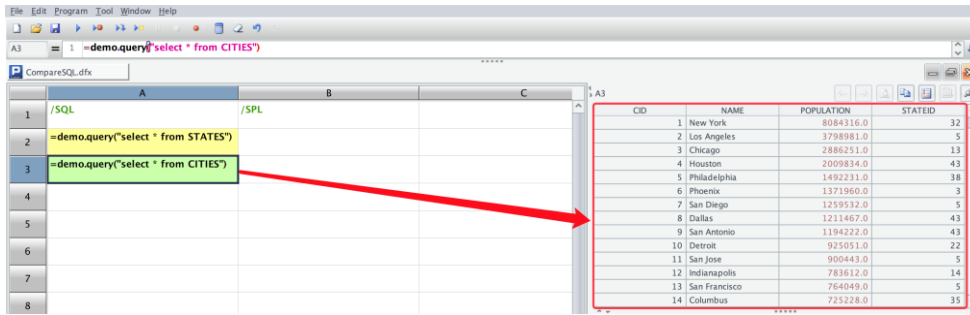 File Edit Program Tool Window Help
A3 = 1 =demo.query("select * from CITIES")
CompareSQL.dfx
A B C
1 /SQL /SPL
2 =demo.query("select * from STATES")
3 =demo.query("select * from CITIES")
4
5
6
7
8
A3
CID NAME POPULATION STATEID
1 New York 8084316.0 32
2 Los Angeles 3798981.0 5
3 Chicago 2886251.0 13
4 Houston 2009834.0 43
5 Philadelphia 1492231.0 38
6 Phoenix 1371960.0 3
7 San Diego 1259532.0 5
8 Dallas 1211467.0 43
9 San Antonio 1194222.0 43
10 Detroit 925051.0 22
11 San Jose 900443.0 5
12 Indianapolis 783612.0 14
13 San Francisco 764049.0 5
14 Columbus 725228.0 35